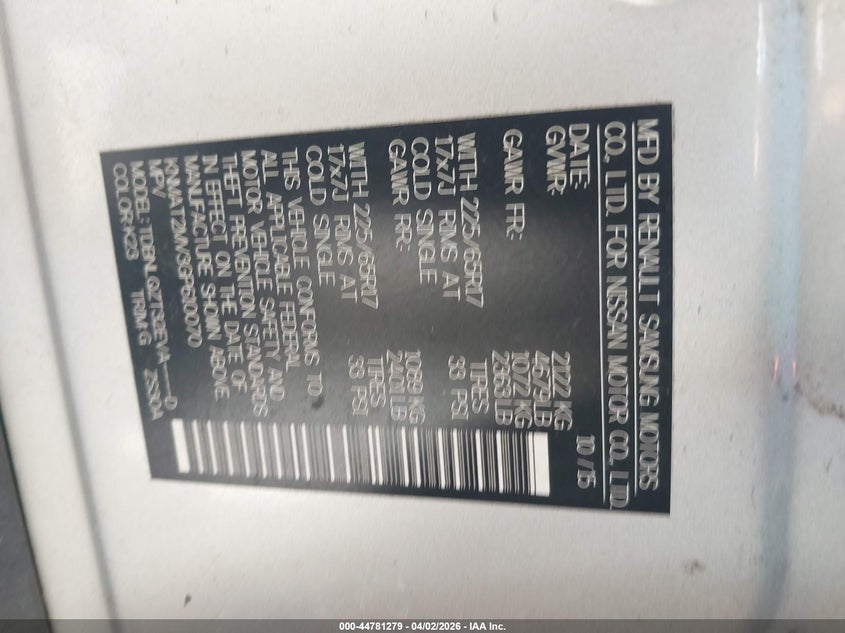 MFD BY RENAULT SAMSUNG MOTORS
CO., LTD. FOR NISSAN MOTOR CO., LTD.
DATE: 10/15
GVWR: 2122 KG
4679 LB
GAWR FR: 1072 KG
2363 LB
WITH 225/65R17 TIRES
17x7J RIMS AT 33 PSI
COLD SINGLE
GAWR RR: 1089 KG
2401 LB
WITH 225/65R17 TIRES
17x7J RIMS AT 33 PSI
COLD SINGLE
THIS VEHICLE CONFORMS TO
ALL APPLICABLE FEDERAL
MOTOR VEHICLE SAFETY AND
THEFT PREVENTION STANDARDS
IN EFFECT ON THE DATE OF
MANUFACTURE SHOWN ABOVE
KNMAT2MV3GP600070
MPV
MODEL:
COLOR:K23 TRIM:G
000-44781279 - 04/02/2026 - IAA Inc.